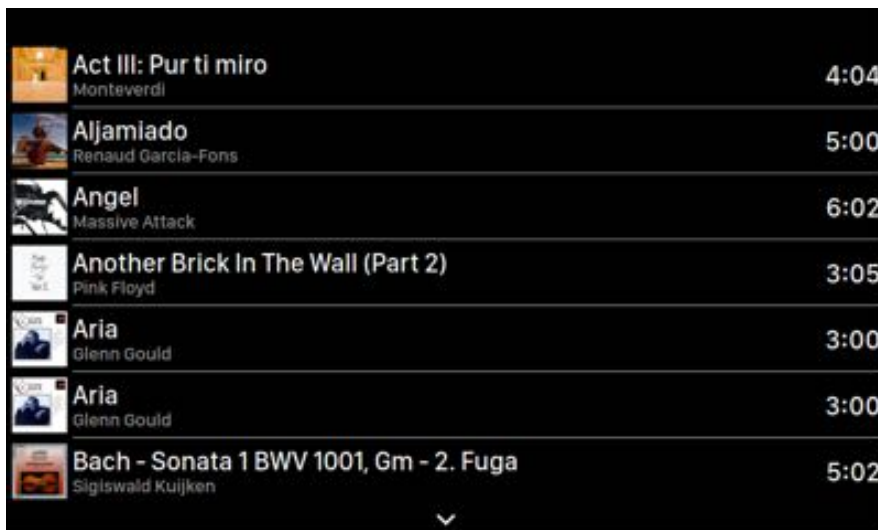 Act III: Pur ti miro
4:04
Monteverdi
Aljamiado
5:00
Renaud Garcia-Fons
Angel
6:02
Massive Attack
Another Brick In The Wall (Part 2)
3:05
Pink Floyd
Aria
3:00
Glenn Gould
Aria
3:00
Glenn Gould
Bach - Sonata 1 BWV 1001, Gm - 2. Fuga
5:02
Sigiswald Kuijken